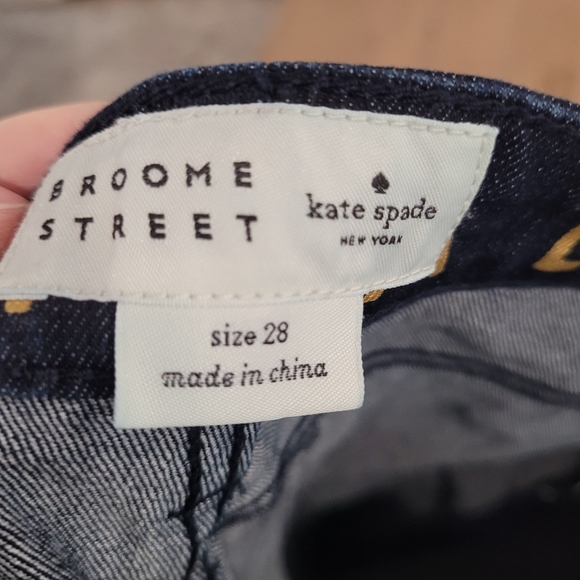 BROOME
STREET
kate spade
NEW YORK
size 28
made in china